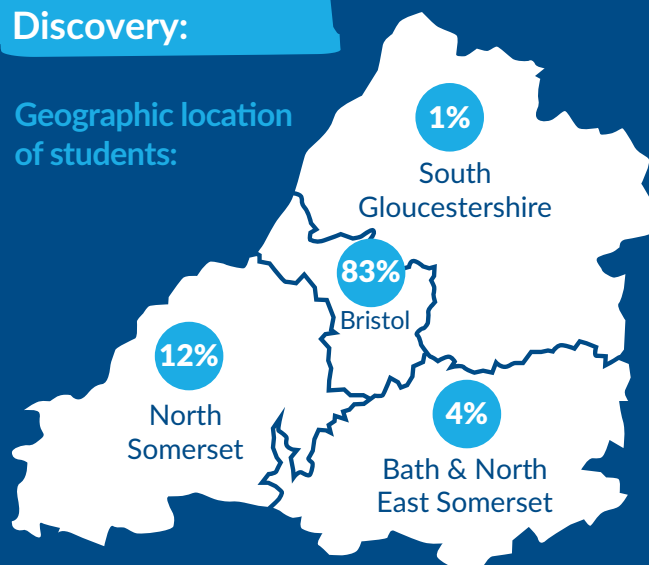 Discovery:
Geographic location
of students:
1%
South
Gloucestershire
83%
Bristol
12%
North
Somerset
4%
Bath & North
East Somerset